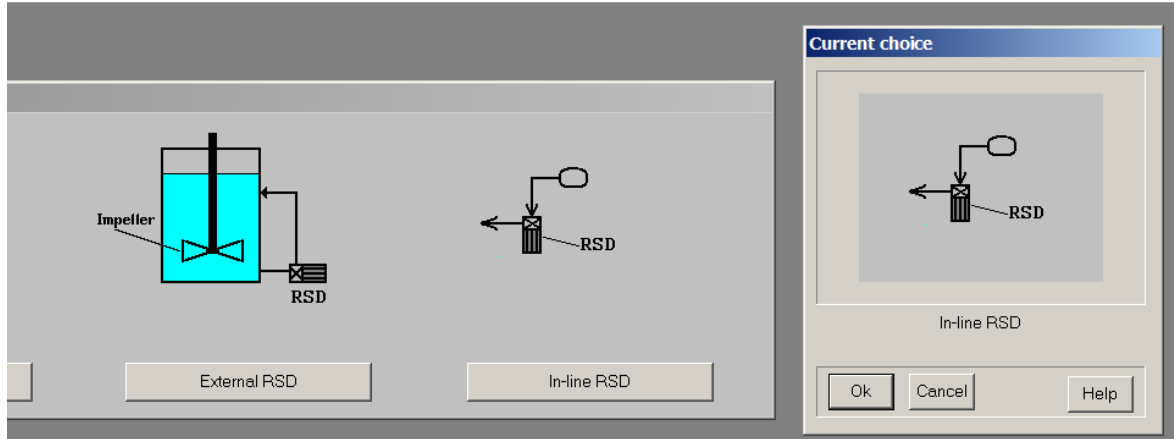 Current choice
Impeller
RSD
RSD
External RSD
In-line RSD
RSD
In-line RSD
Ok
Cancel
Help